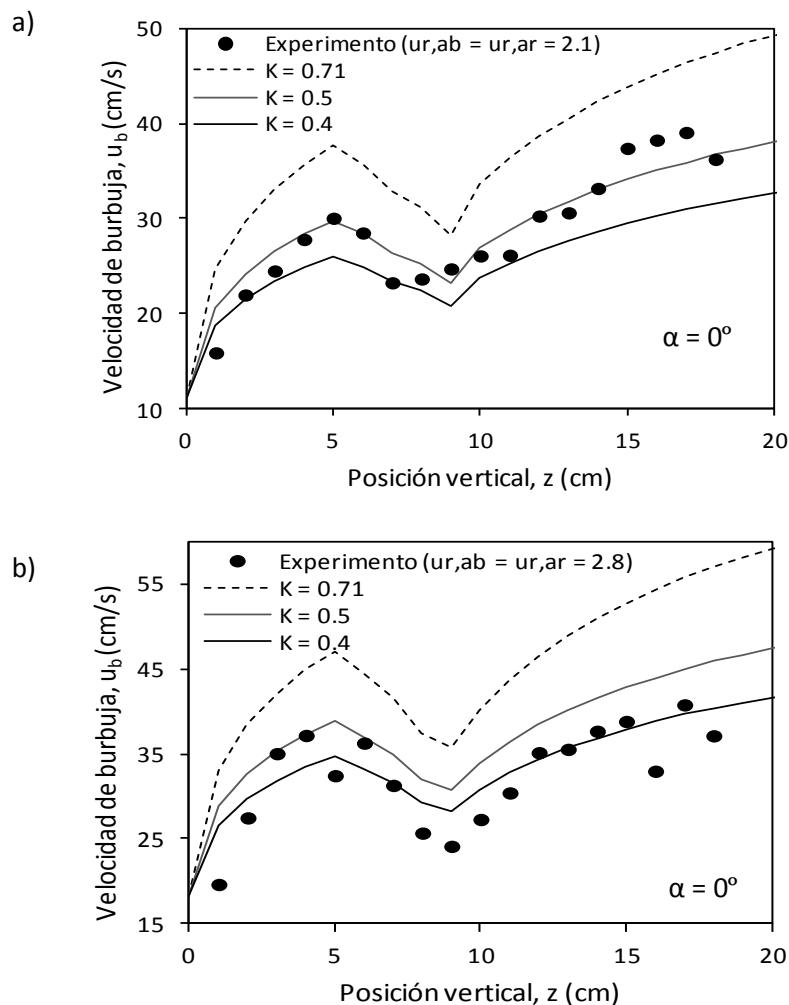 a)
50
40
30
20
10
Velocidad de burbuja, u_b (cm/s)
Experimento (ur,ab = ur,ar = 2.1)
K = 0.71
K = 0.5
K = 0.4
α = 0º
0 5 10 15 20
Posición vertical, z (cm)
b)
55
45
35
25
15
Velocidad de burbuja, u_b (cm/s)
Experimento (ur,ab = ur,ar = 2.8)
K = 0.71
K = 0.5
K = 0.4
α = 0º
0 5 10 15 20
Posición vertical, z (cm)